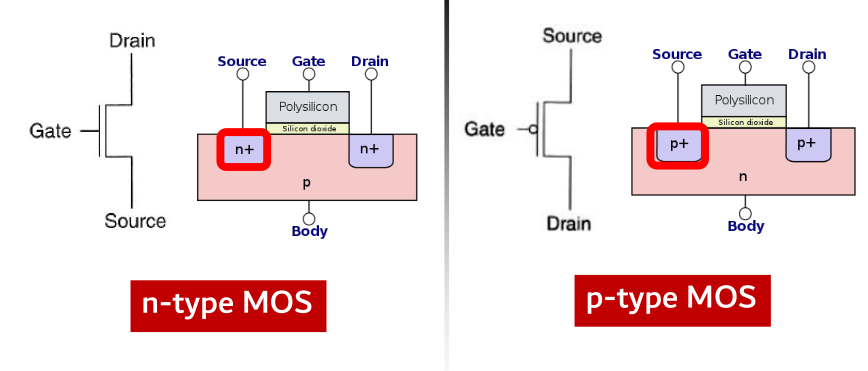 Drain
Gate
Source
Source Gate Drain
Polysilicon
Silicon dioxide
n+ n+
p
Body
n-type MOS
Source
Gate
Drain
Source Gate Drain
Polysilicon
Silicon dioxide
p+ p+
n
Body
p-type MOS